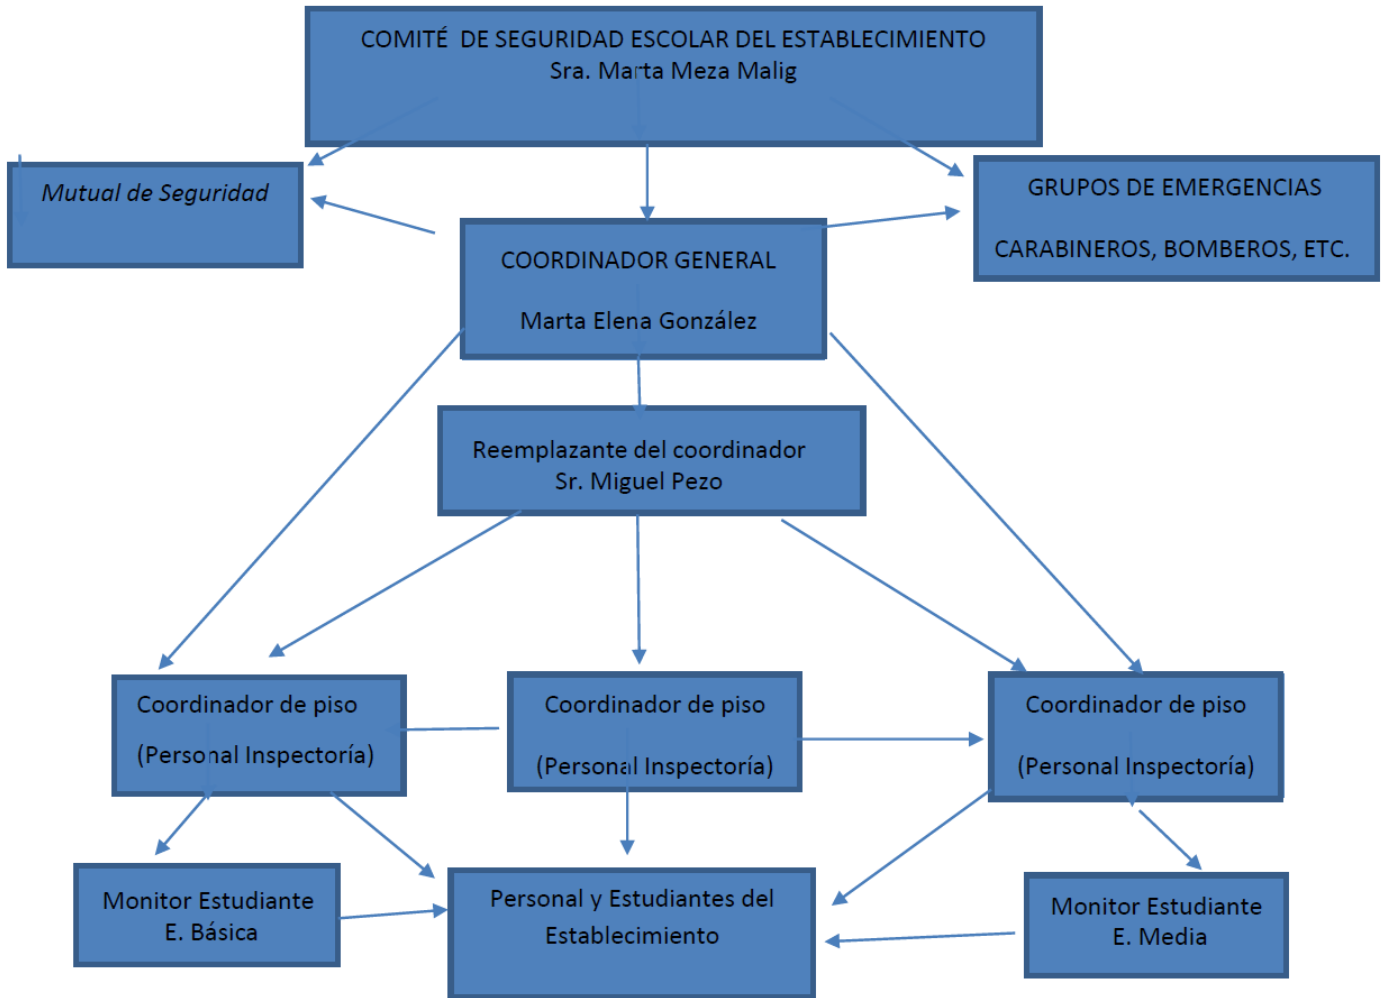 COMITÉ DE SEGURIDAD ESCOLAR DEL ESTABLECIMIENTO
Sra. Marta Meza Malig
Mutual de Seguridad
GRUPOS DE EMERGENCIAS
CARABINEROS, BOMBEROS, ETC.
COORDINADOR GENERAL
Marta Elena González
Reemplazante del coordinador
Sr. Miguel Pezo
Coordinador de piso
(Personal Inspectoría)
Coordinador de piso
(Personal Inspectoría)
Coordinador de piso
(Personal Inspectoría)
Monitor Estudiante
E. Básica
Personal y Estudiantes del
Establecimiento
Monitor Estudiante
E. Media